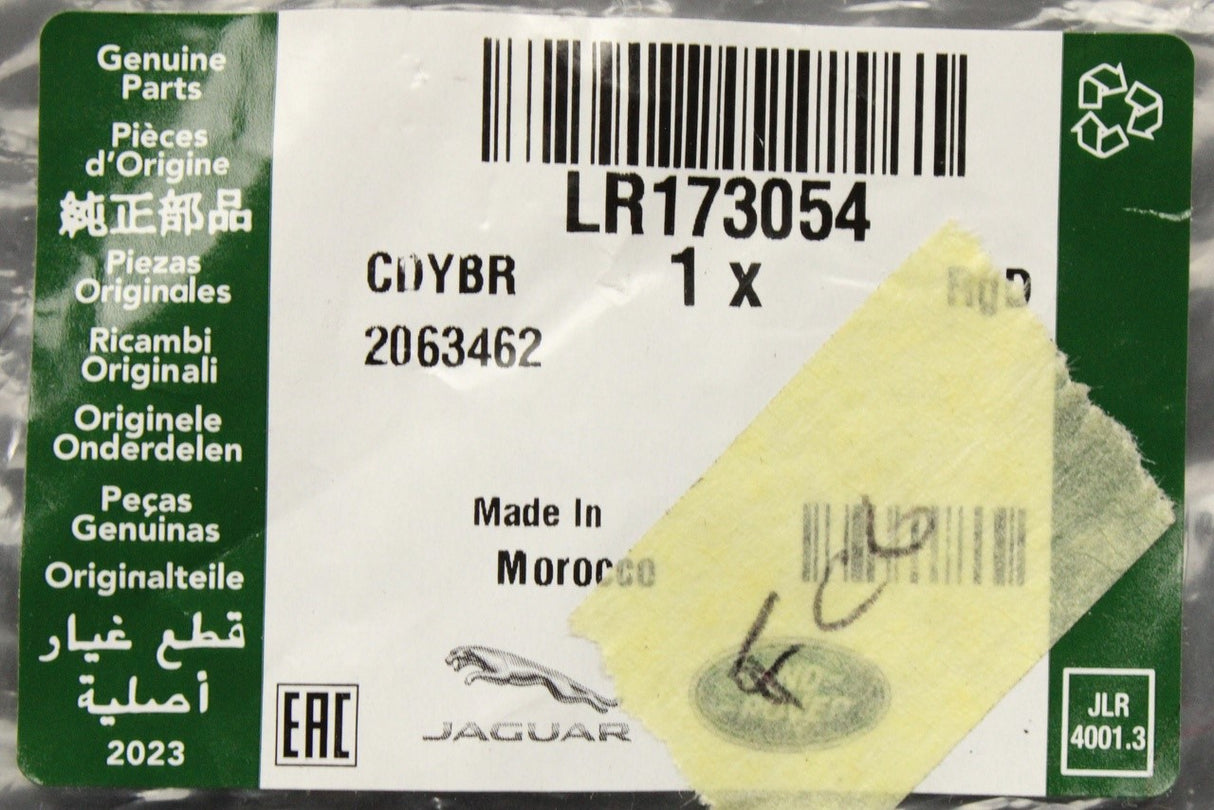 Genuine
Parts
Pièces
d'Origine
純正部品
Piezas
Originales
Ricambi
Originali
Originele
Onderdelen
Peças
Genuinas
Originalteile
قطع غيار
أصلية
2023
LR173054
CDYBR
1 x
2063462
Made In
Morocco
EAC
JAGUAR
JLR
4001.3